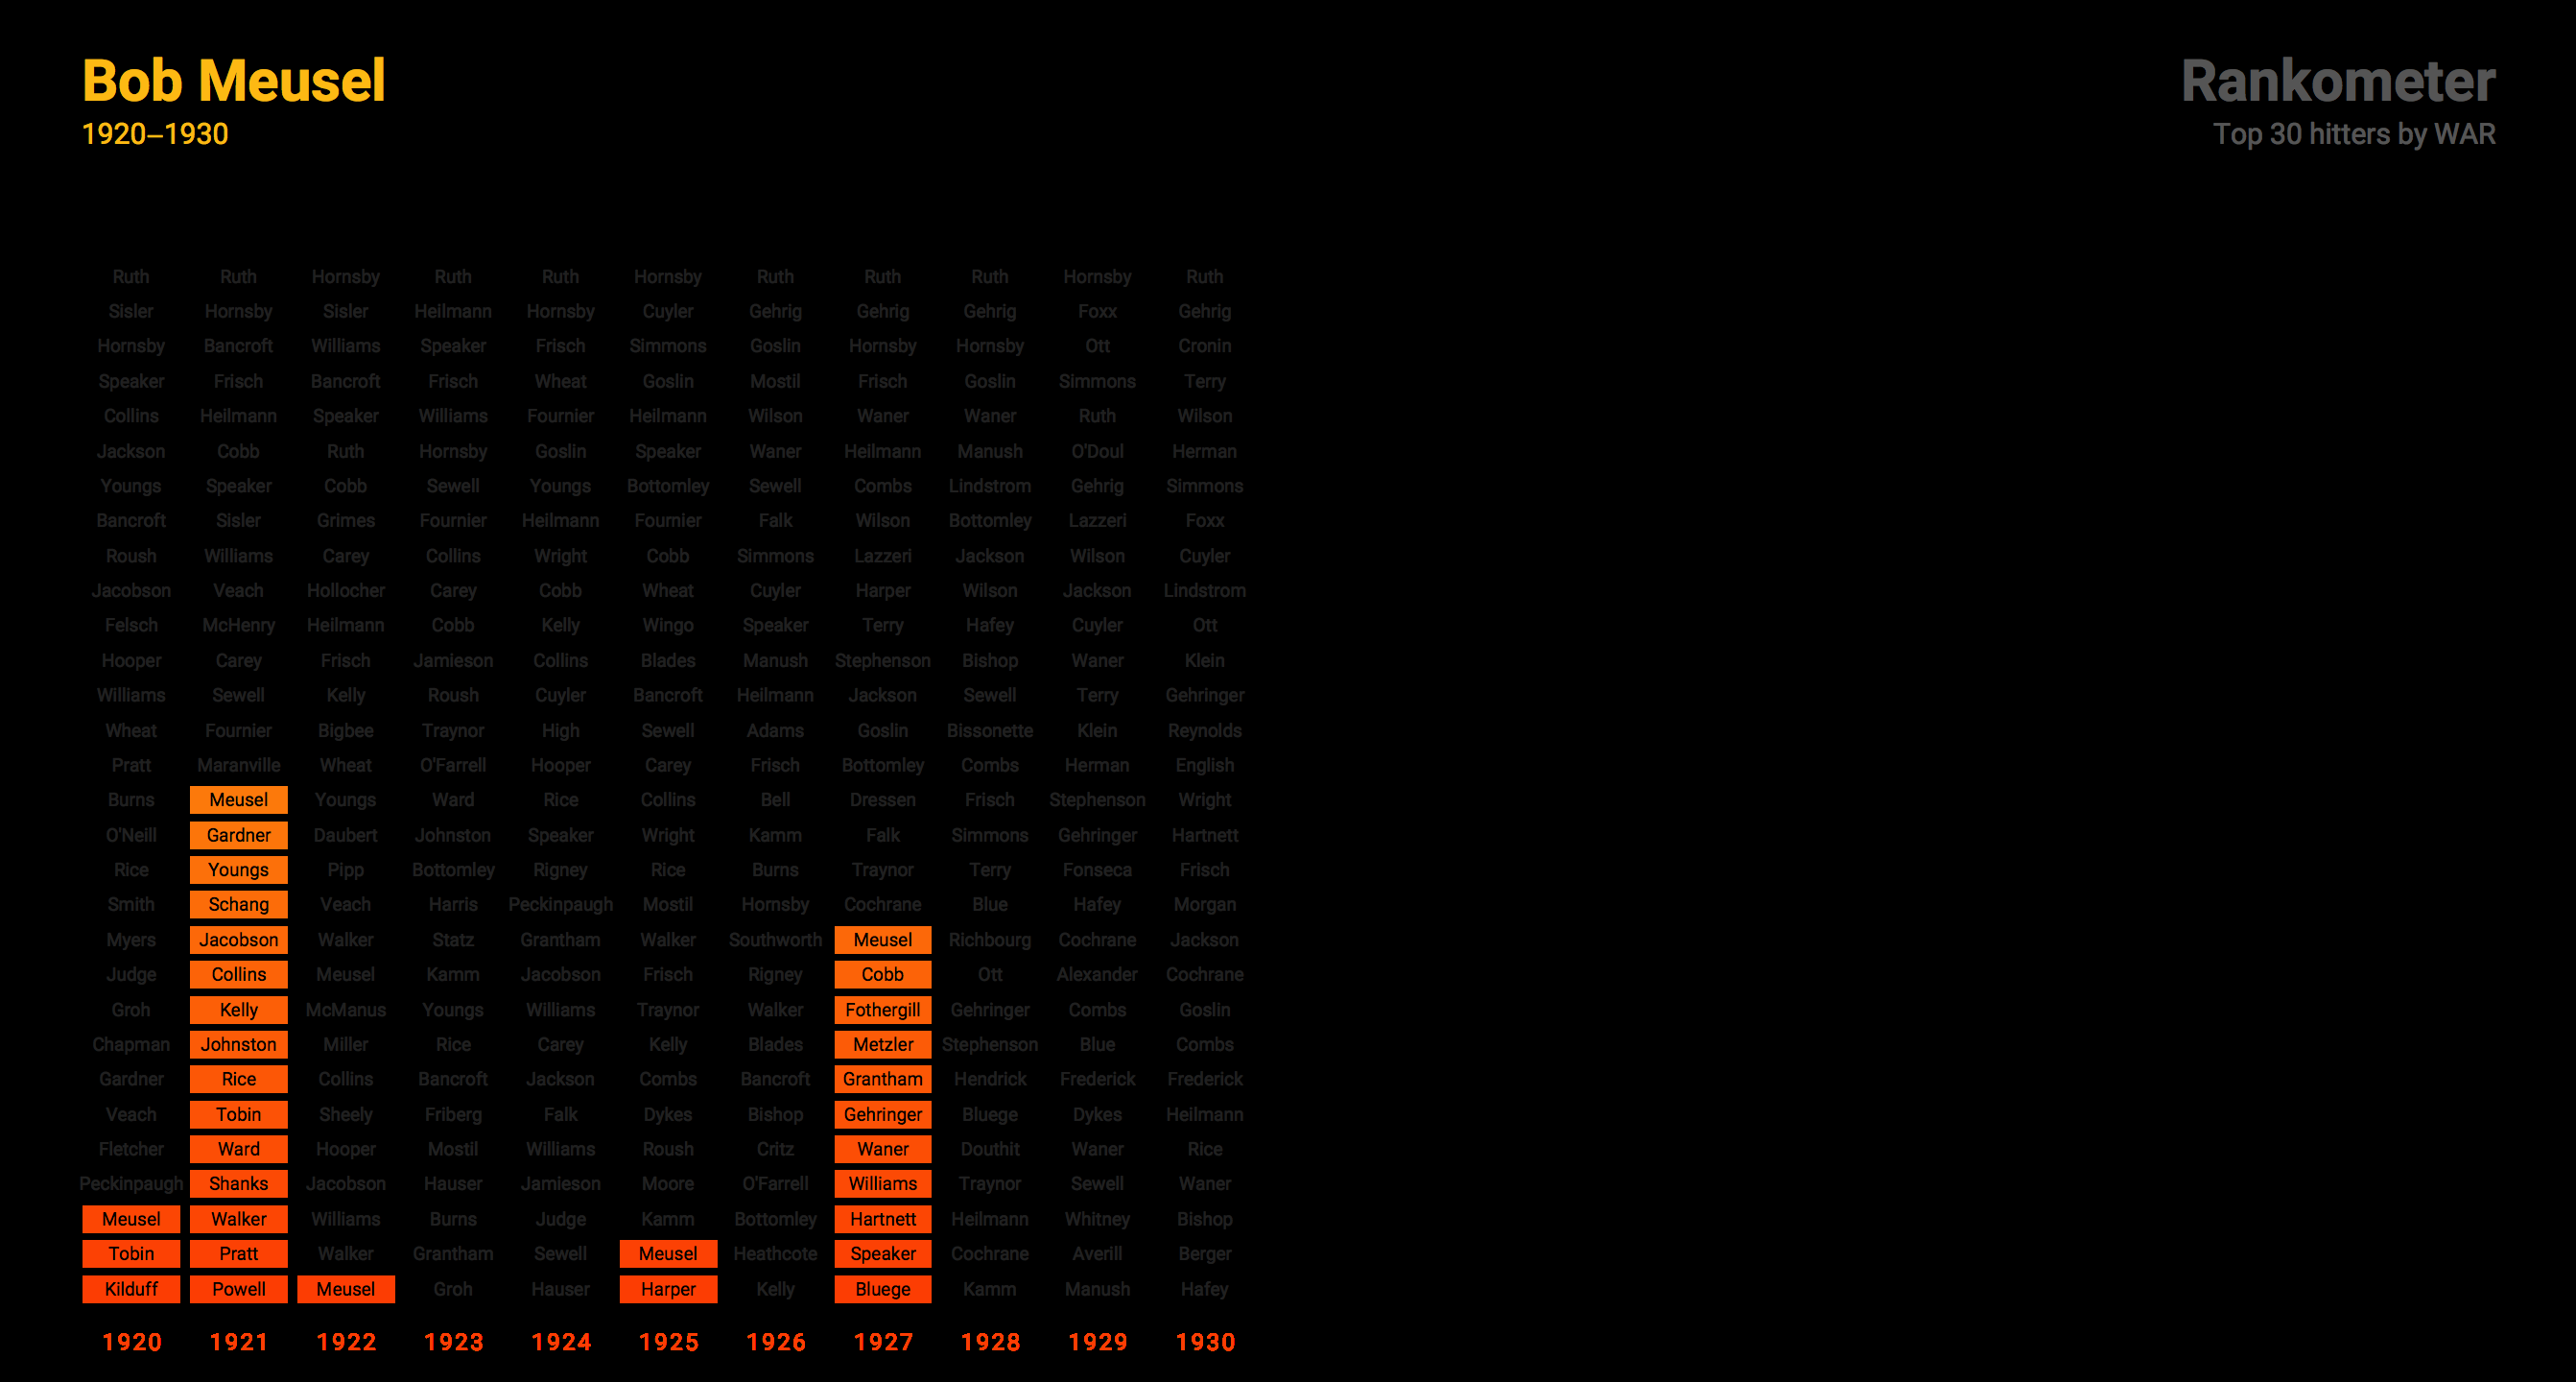 Bob Meusel
1920–1930
Rankometer
Top 30 hitters by WAR
Ruth Ruth Hornsby Ruth Ruth Hornsby Ruth Ruth Ruth Hornsby Ruth
Sisler Hornsby Sisler Heilmann Hornsby Cuyler Gehrig Gehrig Gehrig Foxx Gehrig
Hornsby Bancroft Williams Speaker Frisch Simmons Goslin Hornsby Hornsby Ott Cronin
Speaker Frisch Bancroft Frisch Wheat Goslin Mostil Frisch Goslin Simmons Terry
Collins Heilmann Speaker Williams Fournier Heilmann Wilson Waner Waner Ruth Wilson
Jackson Cobb Ruth Hornsby Goslin Speaker Waner Heilmann Manush O'Doul Herman
Youngs Speaker Cobb Sewell Youngs Bottomley Sewell Combs Lindstrom Gehrig Simmons
Bancroft Sisler Grimes Fournier Heilmann Fournier Falk Wilson Bottomley Lazzeri Foxx
Roush Williams Carey Collins Wright Cobb Simmons Lazzeri Jackson Wilson Cuyler
Jacobson Veach Hollocher Carey Cobb Wheat Cuyler Harper Wilson Jackson Lindstrom
Felsch McHenry Heilmann Cobb Kelly Wingo Speaker Terry Hafey Cuyler Ott
Hooper Carey Frisch Jamieson Collins Blades Manush Stephenson Bishop Waner Klein
Williams Sewell Kelly Roush Cuyler Bancroft Heilmann Jackson Sewell Terry Gehringer
Wheat Fournier Bigbee Traynor High Sewell Adams Goslin Bissonette Klein Reynolds
Pratt Maranville Wheat O'Farrell Hooper Carey Frisch Bottomley Combs Herman English
Burns Meusel Youngs Ward Rice Collins Bell Dressen Frisch Stephenson Wright
O'Neill Gardner Daubert Johnston Speaker Wright Kamm Falk Simmons Gehringer Hartnett
Rice Youngs Pipp Bottomley Rigney Rice Burns Traynor Terry Fonseca Frisch
Smith Schang Veach Harris Peckinpaugh Mostil Hornsby Cochrane Blue Hafey Morgan
Myers Jacobson Walker Statz Grantham Walker Southworth Meusel Richbourg Cochrane Jackson
Judge Collins Meusel Kamm Jacobson Frisch Rigney Cobb Ott Alexander Cochrane
Groh Kelly McManus Youngs Williams Traynor Walker Fothergill Gehringer Combs Goslin
Chapman Johnston Miller Rice Carey Kelly Blades Metzler Stephenson Blue Combs
Gardner Rice Collins Bancroft Jackson Combs Bancroft Grantham Hendrick Frederick Frederick
Veach Tobin Sheely Friberg Falk Dykes Bishop Gehringer Bluege Dykes Heilmann
Fletcher Ward Hooper Mostil Williams Roush Critz Waner Douthit Waner Rice
Peckinpaugh Shanks Jacobson Hauser Jamieson Moore O'Farrell Williams Traynor Sewell Waner
Meusel Walker Williams Burns Judge Kamm Bottomley Hartnett Heilmann Whitney Bishop
Tobin Pratt Walker Grantham Sewell Meusel Heathcote Speaker Cochrane Averill Berger
Kilduff Powell Meusel Groh Hauser Harper Kelly Bluege Kamm Manush Hafey
1920 1921 1922 1923 1924 1925 1926 1927 1928 1929 1930